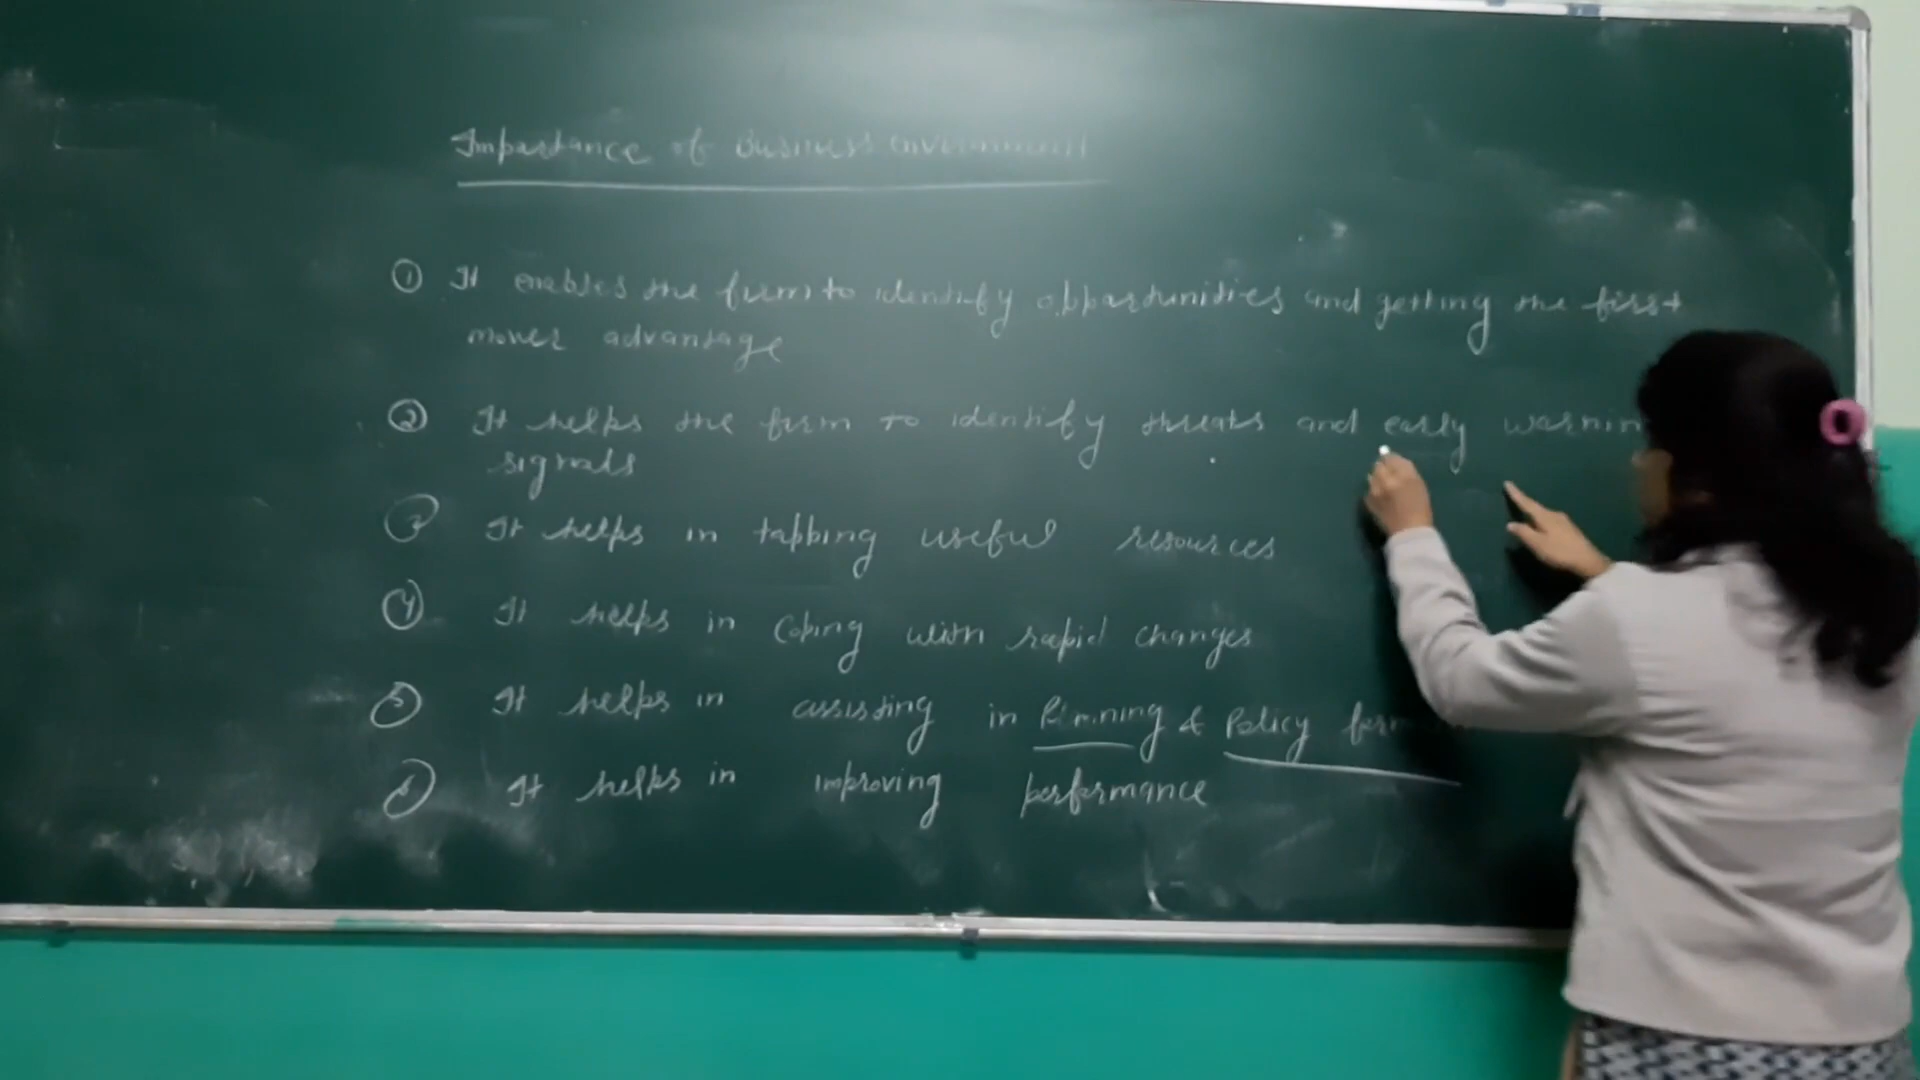 Importance of Business environment
① It enables the firm to identify opportunities and getting the first
mover advantage
② It helps the firm to identify threats and early
signals
③ It helps in tapping useful resources
④ It helps in coping with rapid changes
⑤ It helps in assisting in Planning & Policy
⑥ It helps in improving performance